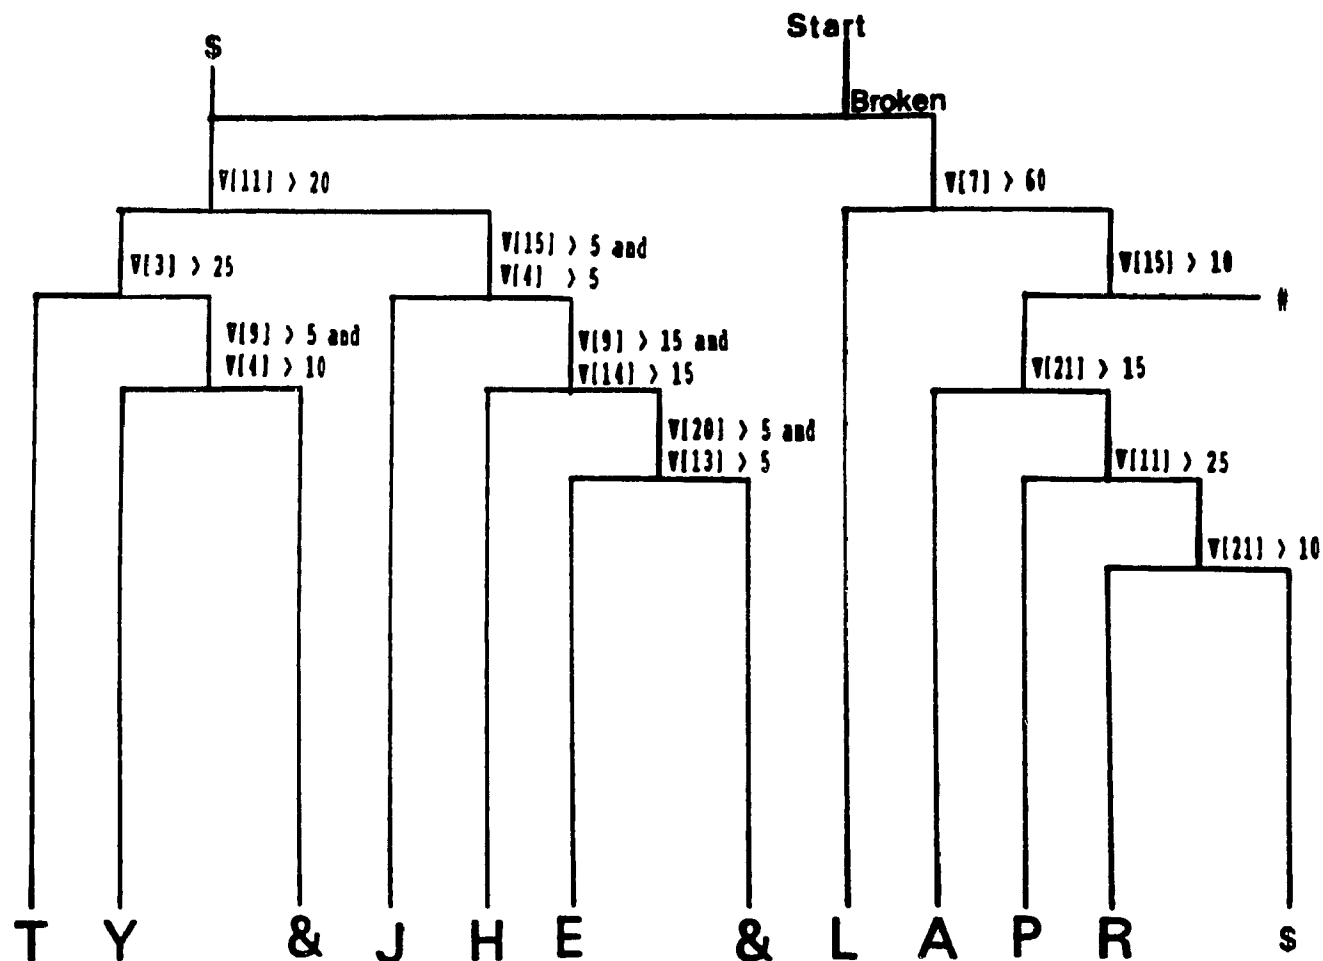 Start
$
Broken
V[11] > 20
V[7] > 60
V[15] > 5 and
V[4] > 5
V[3] > 25
V[15] > 10
#
V[9] > 5 and
V[4] > 10
V[9] > 15 and
V[14] > 15
V[21] > 15
V[20] > 5 and
V[13] > 5
V[11] > 25
V[21] > 10
T Y & J H E & L A P R $